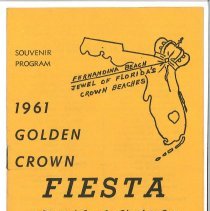 SOUVENIR
PROGRAM
FERNANDINA BEACH
JEWEL OF FLORIDA'S
CROWN BEACHES
1961
GOLDEN
CROWN
FIESTA